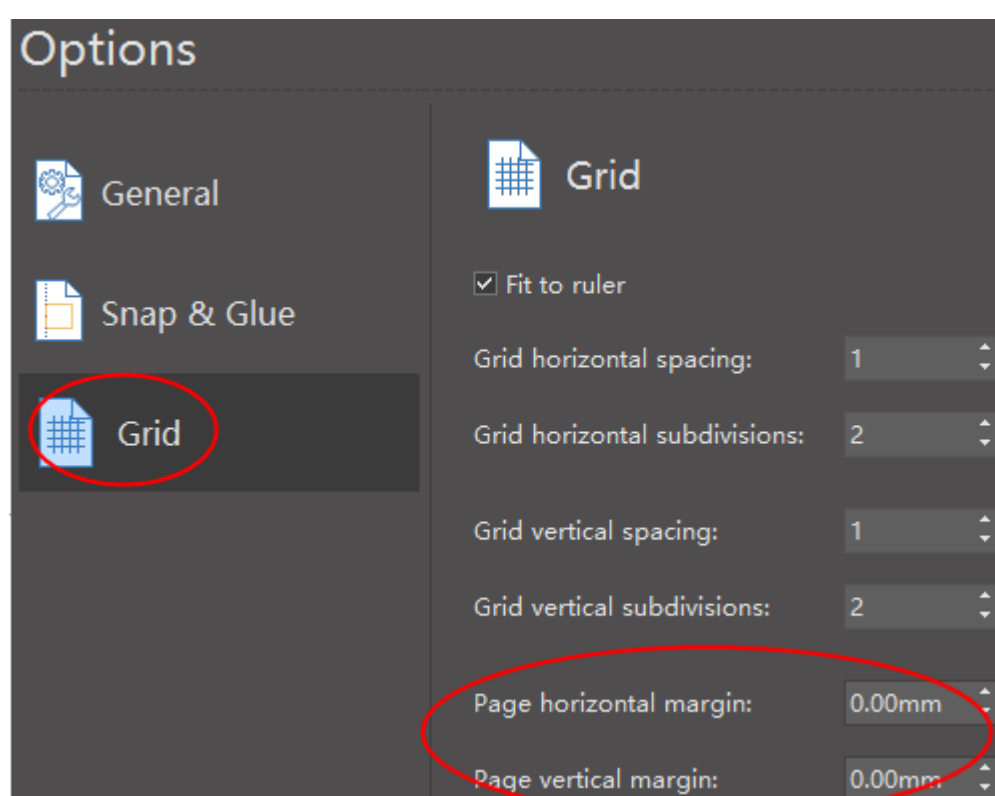 Options
General
Snap & Glue
Grid
Grid
Fit to ruler
Grid horizontal spacing: 1
Grid horizontal subdivisions: 2
Grid vertical spacing: 1
Grid vertical subdivisions: 2
Page horizontal margin: 0.00mm
Page vertical margin: 0.00mm